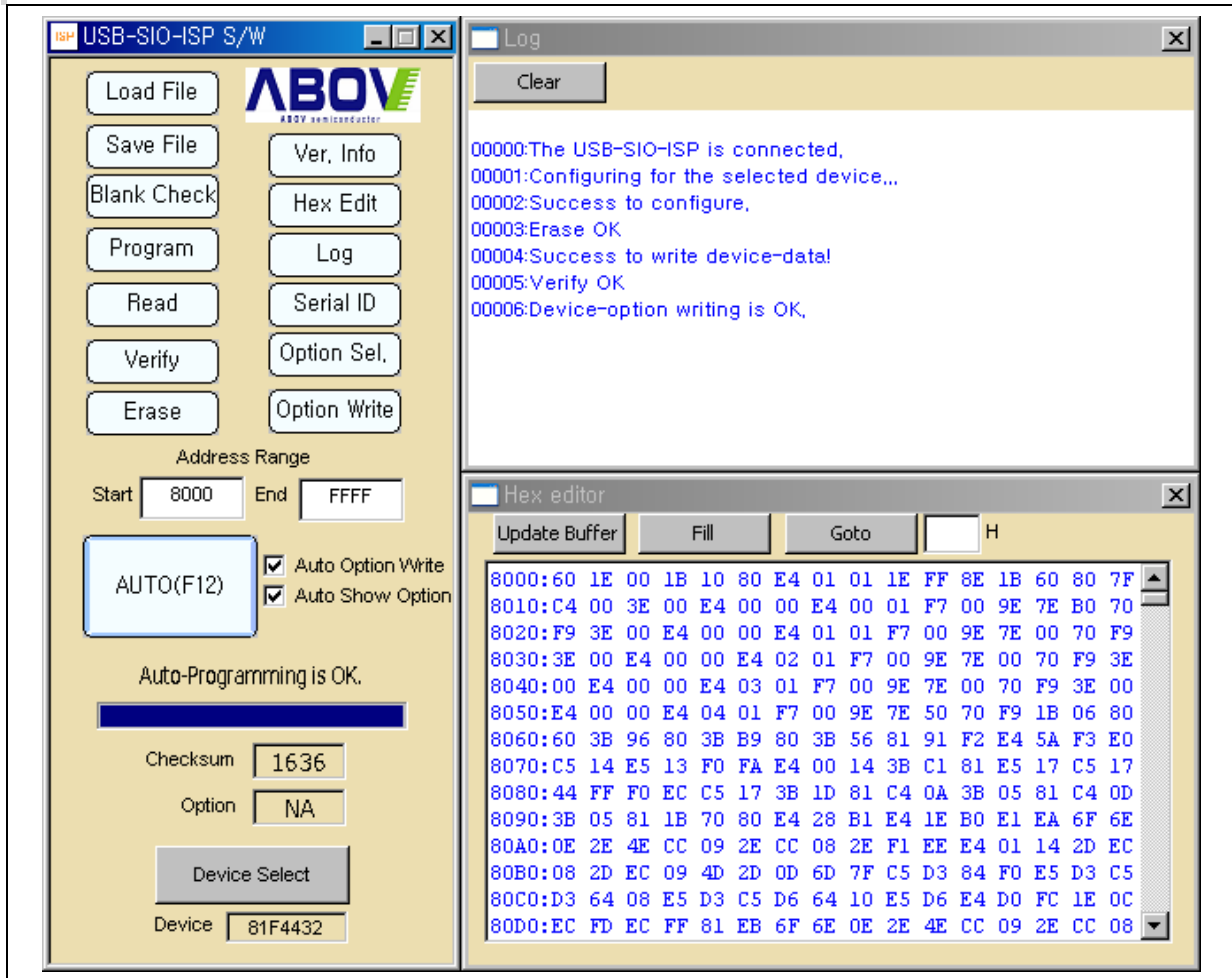 ISP USB-SIO-ISP S/W
Load File
ABOV
ABOV semiconductor
Save File
Ver, Info
Blank Check
Hex Edit
Program
Log
Read
Serial ID
Verify
Option Sel,
Erase
Option Write
Address Range
Start 8000 End FFFF
AUTO(F12)
Auto Option Write
Auto Show Option
Auto-Programming is OK.
Checksum 1636
Option NA
Device Select
Device 81F4432
Log
Clear
00000:The USB-SIO-ISP is connected,
00001:Configuring for the selected device,,,
00002:Success to configure,
00003:Erase OK
00004:Success to write device-data!
00005:Verify OK
00006:Device-option writing is OK,
Hex editor
Update Buffer Fill Goto H
8000:60 1E 00 1B 10 80 E4 01 01 1E FF 8E 1B 60 80 7F
8010:C4 00 3E 00 E4 00 00 E4 00 01 F7 00 9E 7E B0 70
8020:F9 3E 00 E4 00 00 E4 01 01 F7 00 9E 7E 00 70 F9
8030:3E 00 E4 00 00 E4 02 01 F7 00 9E 7E 00 70 F9 3E
8040:00 E4 00 00 E4 03 01 F7 00 9E 7E 00 70 F9 3E 00
8050:E4 00 00 E4 04 01 F7 00 9E 7E 50 70 F9 1B 06 80
8060:60 3B 96 80 3B B9 80 3B 56 81 91 F2 E4 5A F3 E0
8070:C5 14 E5 13 F0 FA E4 00 14 3B C1 81 E5 17 C5 17
8080:44 FF F0 EC C5 17 3B 1D 81 C4 0A 3B 05 81 C4 0D
8090:3B 05 81 1B 70 80 E4 28 B1 E4 1E B0 E1 EA 6F 6E
80A0:0E 2E 4E CC 09 2E CC 08 2E F1 EE E4 01 14 2D EC
80B0:08 2D EC 09 4D 2D 0D 6D 7F C5 D3 84 F0 E5 D3 C5
80C0:D3 64 08 E5 D3 C5 D6 64 10 E5 D6 E4 D0 FC 1E 0C
80D0:EC FD EC FF 81 EB 6F 6E 0E 2E 4E CC 09 2E CC 08